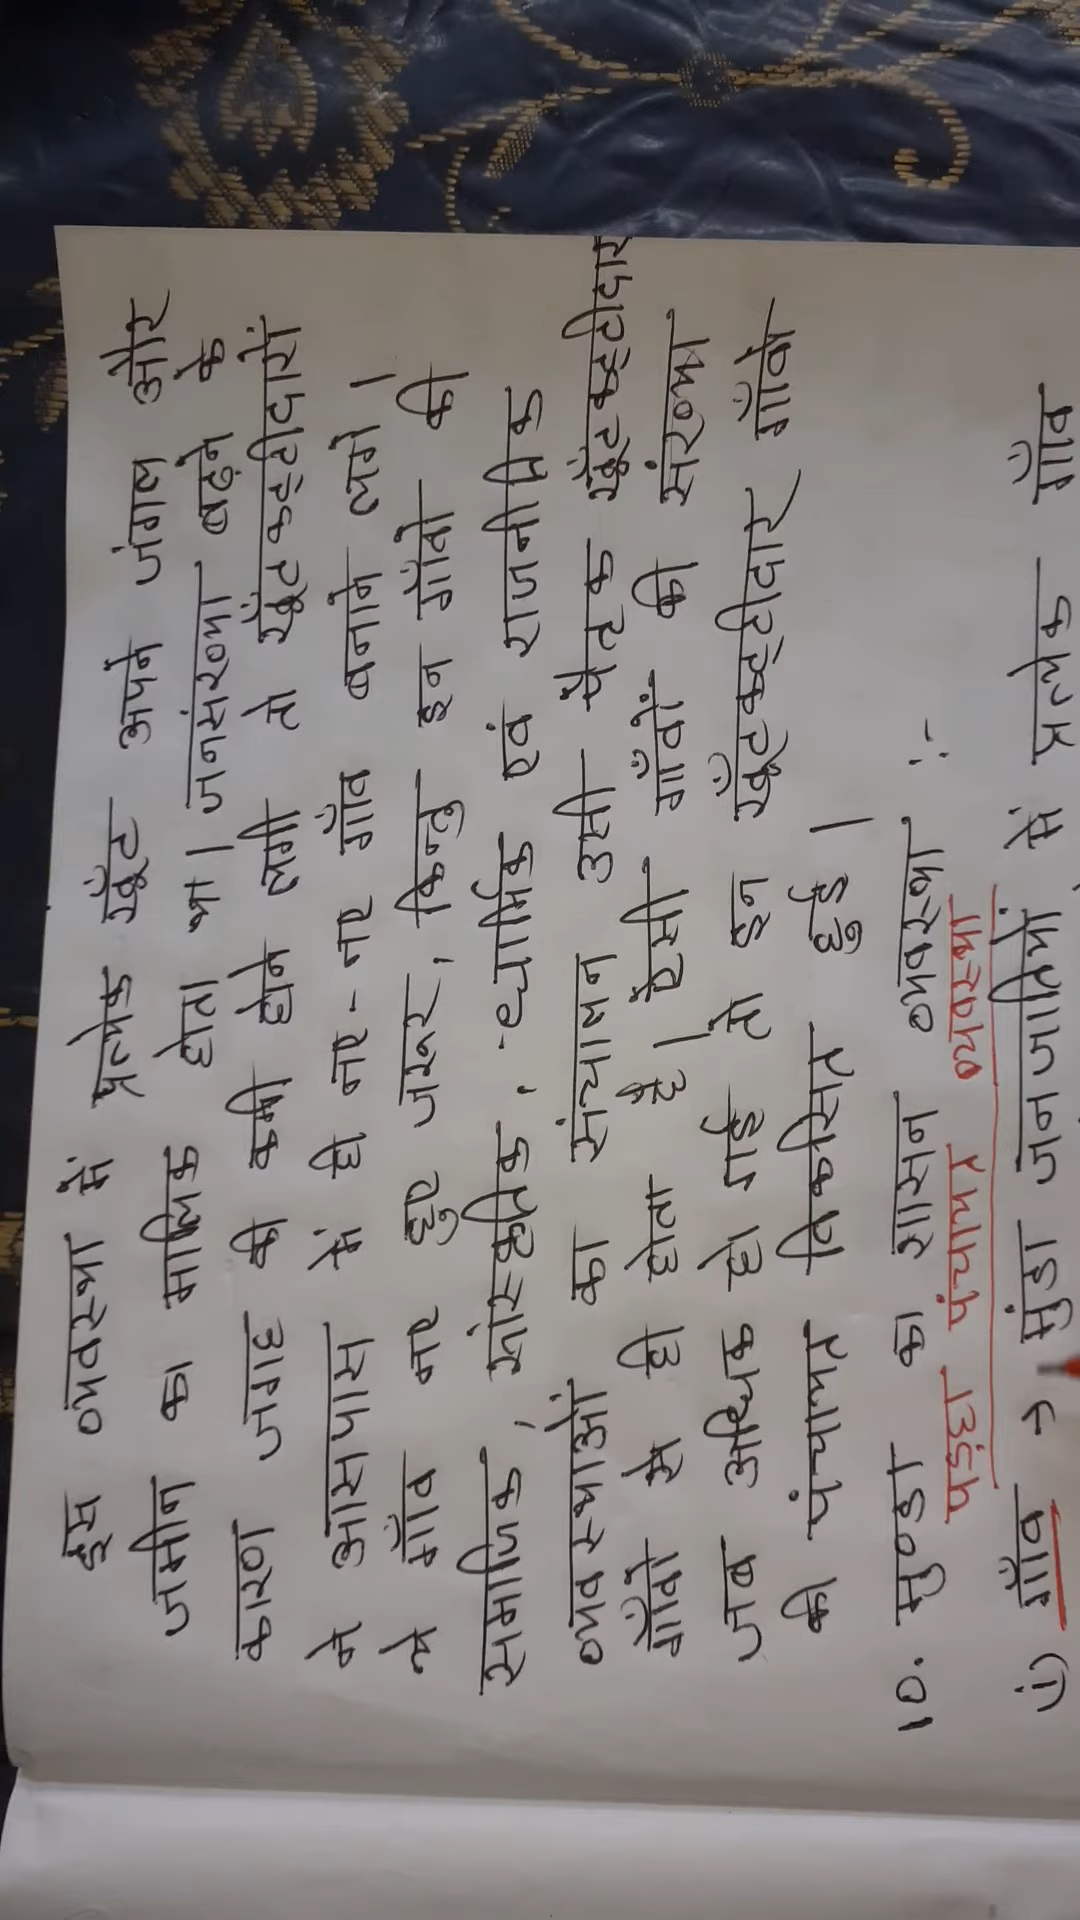 इस व्यवस्था में प्रत्येक खूँट अपने जंगल और
जमीन का मालिक होता था। जनसंख्या बढ़ने के
कारण जगह की कमी होने लगी तो खूँटकट्टीदारों
ने आसपास में ही नए-नए गाँव बनाने लगे।
ये गाँव नए हुए जरूर, किन्तु इन गाँवो की
समाजिक, सांस्कृतिक, धार्मिक एवं राजनीतिक
व्यवस्थाओं का संचालन उसी पैतृक खूँटकट्टीदार
गाँवो से ही होता है। ऐसी गाँवों की संख्या
जब अधिक हो गई तो इन खूँटकट्टीदार गाँवो
की पंचायत विकसित हुई।
10. मुण्डा का शासन व्यवस्था :-
पड़हा पंचायत व्यवस्था
i) गाँव → मुंडा जनजातियों में प्रत्येक गाँव